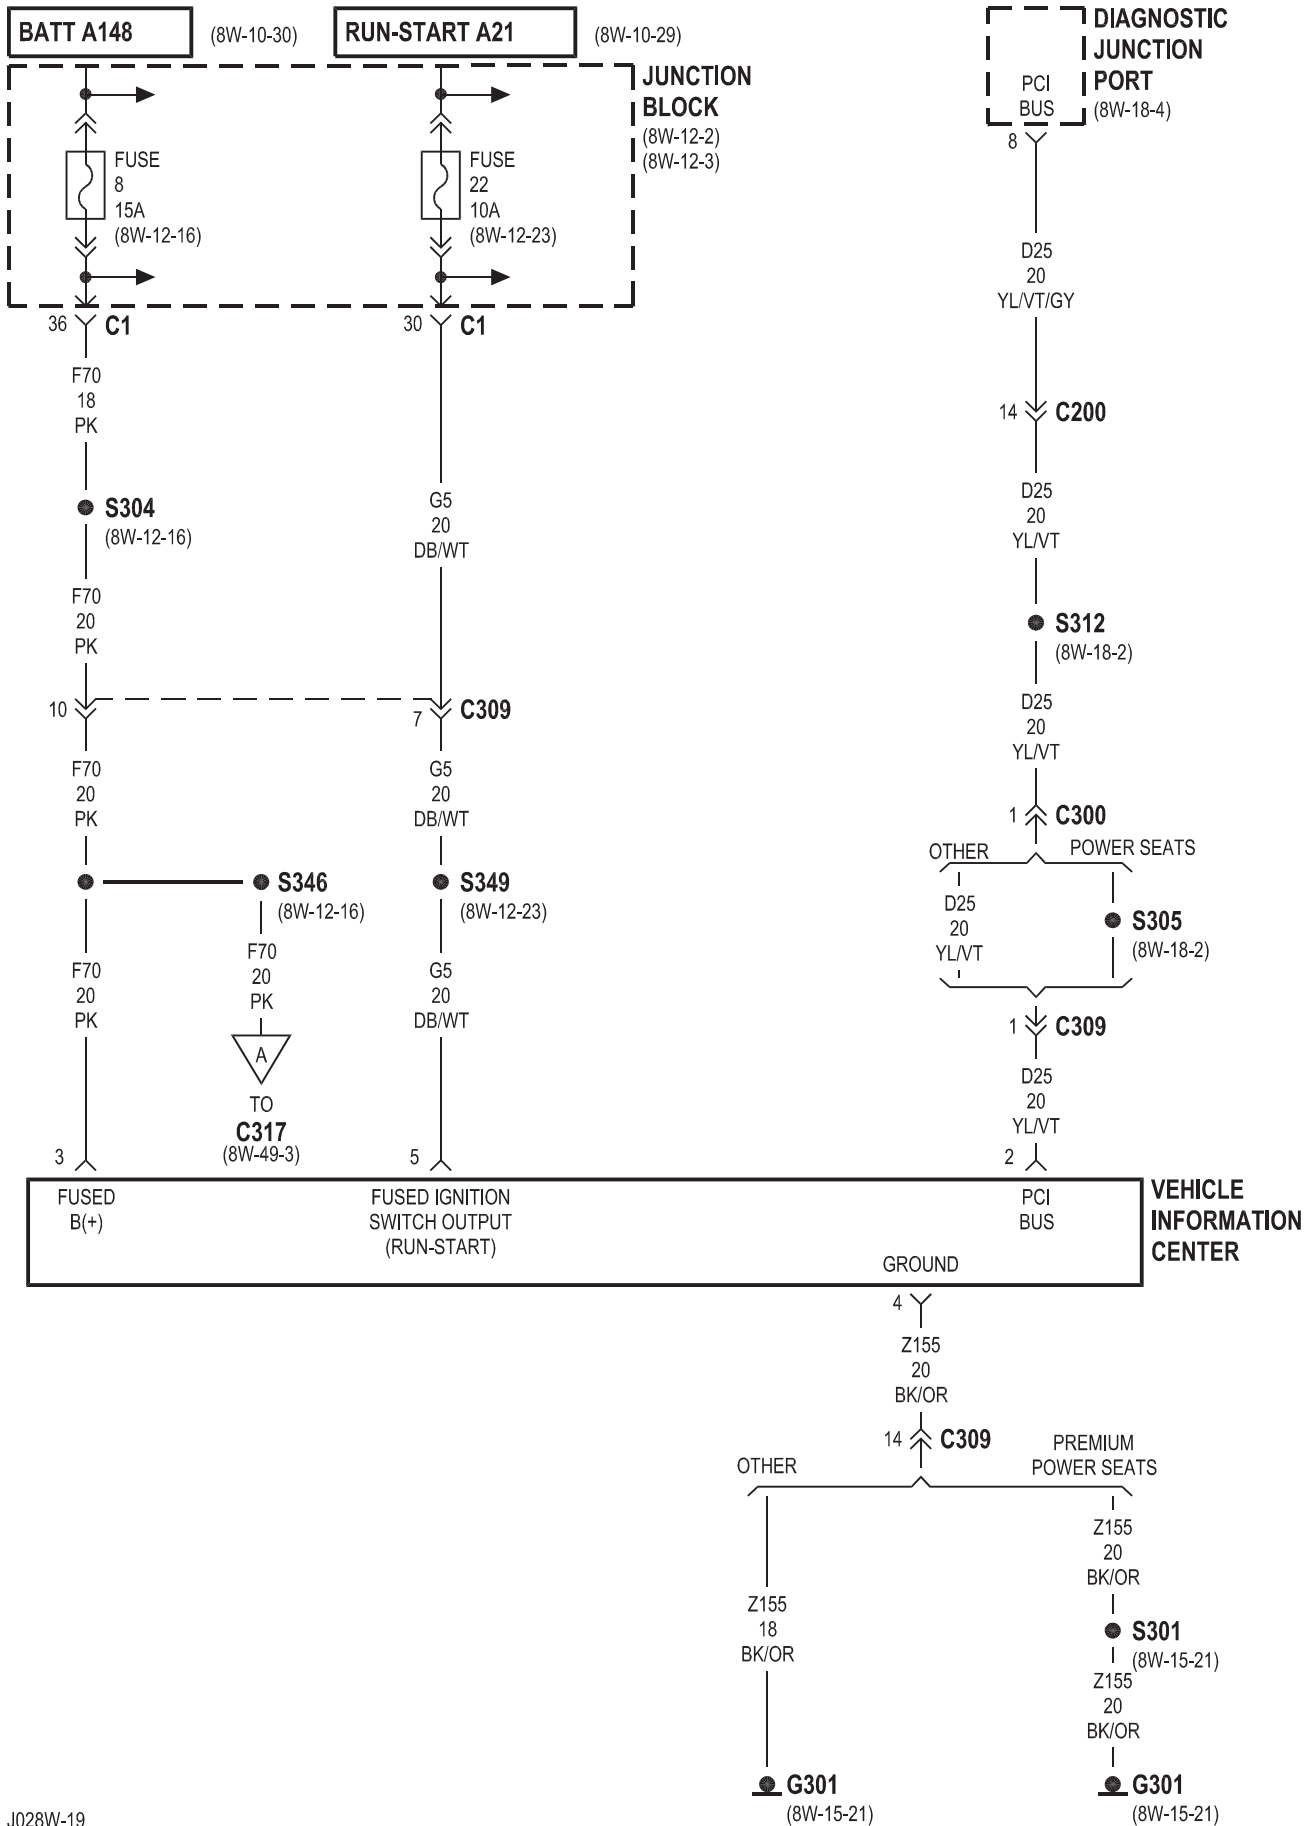 BATT A148
(8W-10-30)
RUN-START A21
(8W-10-29)
JUNCTION
BLOCK
(8W-12-2)
(8W-12-3)
FUSE
8
15A
(8W-12-16)
FUSE
22
10A
(8W-12-23)
36
C1
30
C1
F70
18
PK
S304
(8W-12-16)
F70
20
PK
G5
20
DB/WT
10
7
C309
F70
20
PK
G5
20
DB/WT
S346
(8W-12-16)
S349
(8W-12-23)
F70
20
PK
F70
20
PK
G5
20
DB/WT
A
TO
C317
(8W-49-3)
3
5
DIAGNOSTIC
JUNCTION
PORT
(8W-18-4)
PCI
BUS
8
D25
20
YL/VT/GY
14
C200
D25
20
YL/VT
S312
(8W-18-2)
D25
20
YL/VT
1
C300
OTHER
POWER SEATS
D25
20
YL/VT
S305
(8W-18-2)
1
C309
D25
20
YL/VT
2
FUSED
B(+)
FUSED IGNITION
SWITCH OUTPUT
(RUN-START)
PCI
BUS
GROUND
VEHICLE
INFORMATION
CENTER
4
Z155
20
BK/OR
14
C309
OTHER
PREMIUM
POWER SEATS
Z155
18
BK/OR
Z155
20
BK/OR
S301
(8W-15-21)
Z155
20
BK/OR
G301
(8W-15-21)
G301
(8W-15-21)
J028W-19